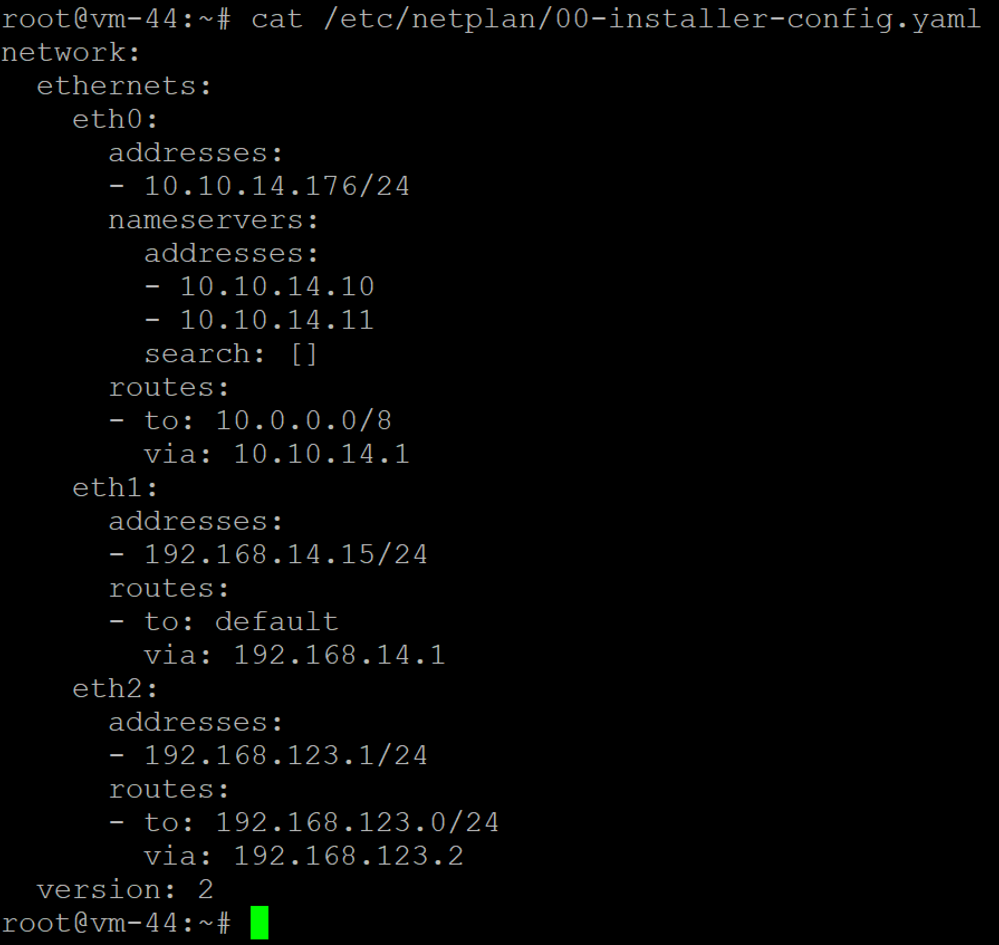 root@vm-44:~# cat /etc/netplan/00-installer-config.yaml
network:
  ethernets:
    eth0:
      addresses:
      - 10.10.14.176/24
      nameservers:
        addresses:
        - 10.10.14.10
        - 10.10.14.11
        search: []
      routes:
      - to: 10.0.0.0/8
        via: 10.10.14.1
    eth1:
      addresses:
      - 192.168.14.15/24
      routes:
      - to: default
        via: 192.168.14.1
    eth2:
      addresses:
      - 192.168.123.1/24
      routes:
      - to: 192.168.123.0/24
        via: 192.168.123.2
  version: 2
root@vm-44:~#